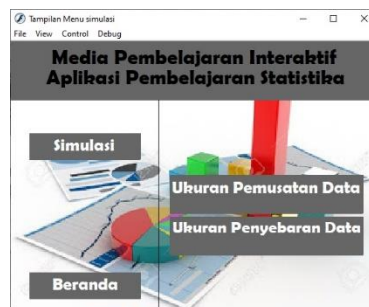 Tampilan Menu simulasi
File View Control Debug
Media Pembelajaran Interaktif
Aplikasi Pembelajaran Statistika
Simulasi
Ukuran Pemusatan Data
Ukuran Penyebaran Data
Beranda